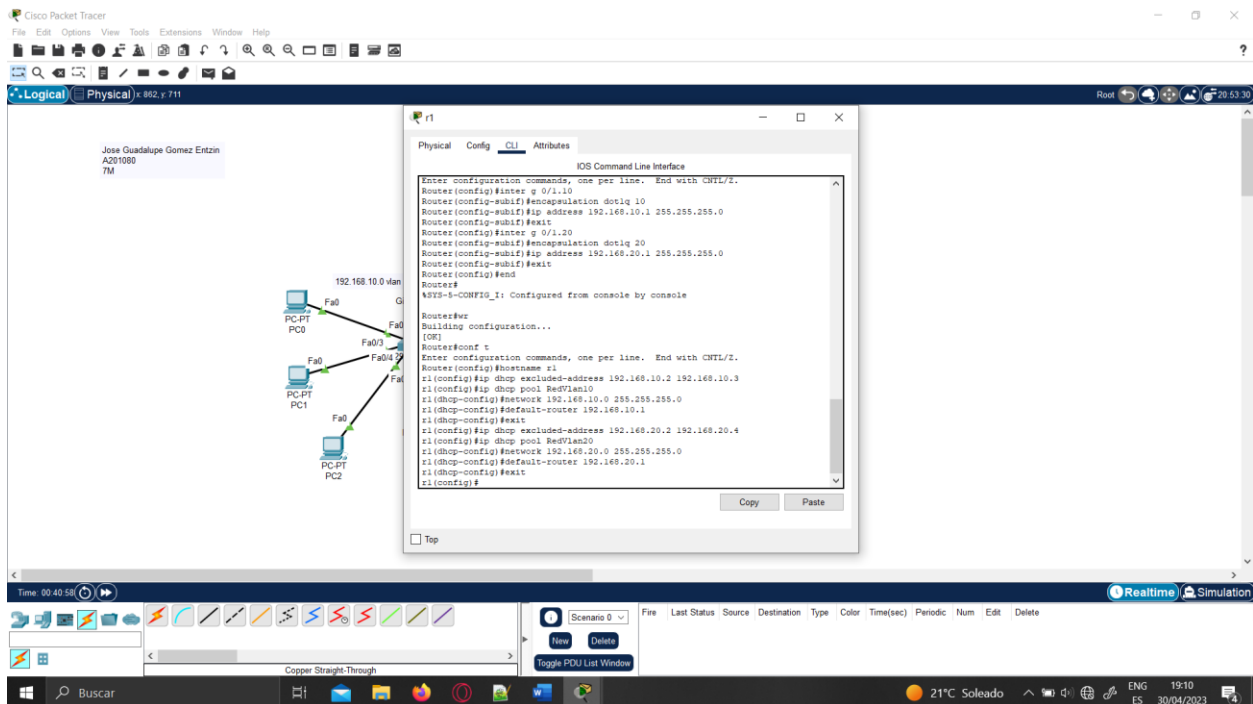 Cisco Packet Tracer
File Edit Options View Tools Extensions Window Help
?
Logical Physical x: 862, y: 711
Root 20:53:30
Jose Guadalupe Gomez Entzin
A201080
7M
192.168.10.0 vlan
Fa0
PC-PT
PC0
Fa0/3
Fa0
Fa0/4
PC-PT
PC1
Fa0
PC-PT
PC2
r1
Physical Config CLI Attributes
IOS Command Line Interface
Enter configuration commands, one per line. End with CNTL/Z.
Router(config)#inter g 0/1.10
Router(config-subif)#encapsulation dot1q 10
Router(config-subif)#ip address 192.168.10.1 255.255.255.0
Router(config-subif)#exit
Router(config)#inter g 0/1.20
Router(config-subif)#encapsulation dot1q 20
Router(config-subif)#ip address 192.168.20.1 255.255.255.0
Router(config-subif)#exit
Router(config)#end
Router#
%SYS-5-CONFIG_I: Configured from console by console
Router#wr
Building configuration...
[OK]
Router#conf t
Enter configuration commands, one per line. End with CNTL/Z.
Router(config)#hostname r1
r1(config)#ip dhcp excluded-address 192.168.10.2 192.168.10.3
r1(config)#ip dhcp pool RedVlan10
r1(dhcp-config)#network 192.168.10.0 255.255.255.0
r1(dhcp-config)#default-router 192.168.10.1
r1(dhcp-config)#exit
r1(config)#ip dhcp excluded-address 192.168.20.2 192.168.20.4
r1(config)#ip dhcp pool RedVlan20
r1(dhcp-config)#network 192.168.20.0 255.255.255.0
r1(dhcp-config)#default-router 192.168.20.1
r1(dhcp-config)#exit
r1(config)#
Copy Paste
Top
Time: 00:40:58
Realtime Simulation
Scenario 0
New Delete
Toggle PDU List Window
Fire Last Status Source Destination Type Color Time(sec) Periodic Num Edit Delete
Copper Straight-Through
Buscar
21°C Soleado
ENG
ES
19:10
30/04/2023
4